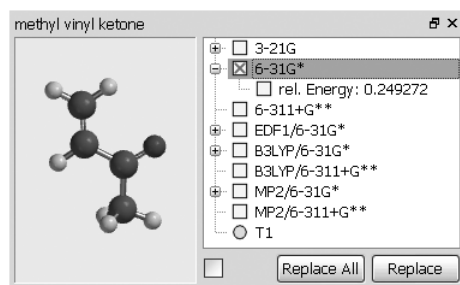 methyl vinyl ketone
3-21G
6-31G*
rel. Energy: 0.249272
6-311+G**
EDF1/6-31G*
B3LYP/6-31G*
B3LYP/6-311+G**
MP2/6-31G*
MP2/6-311+G**
T1
Replace All Replace